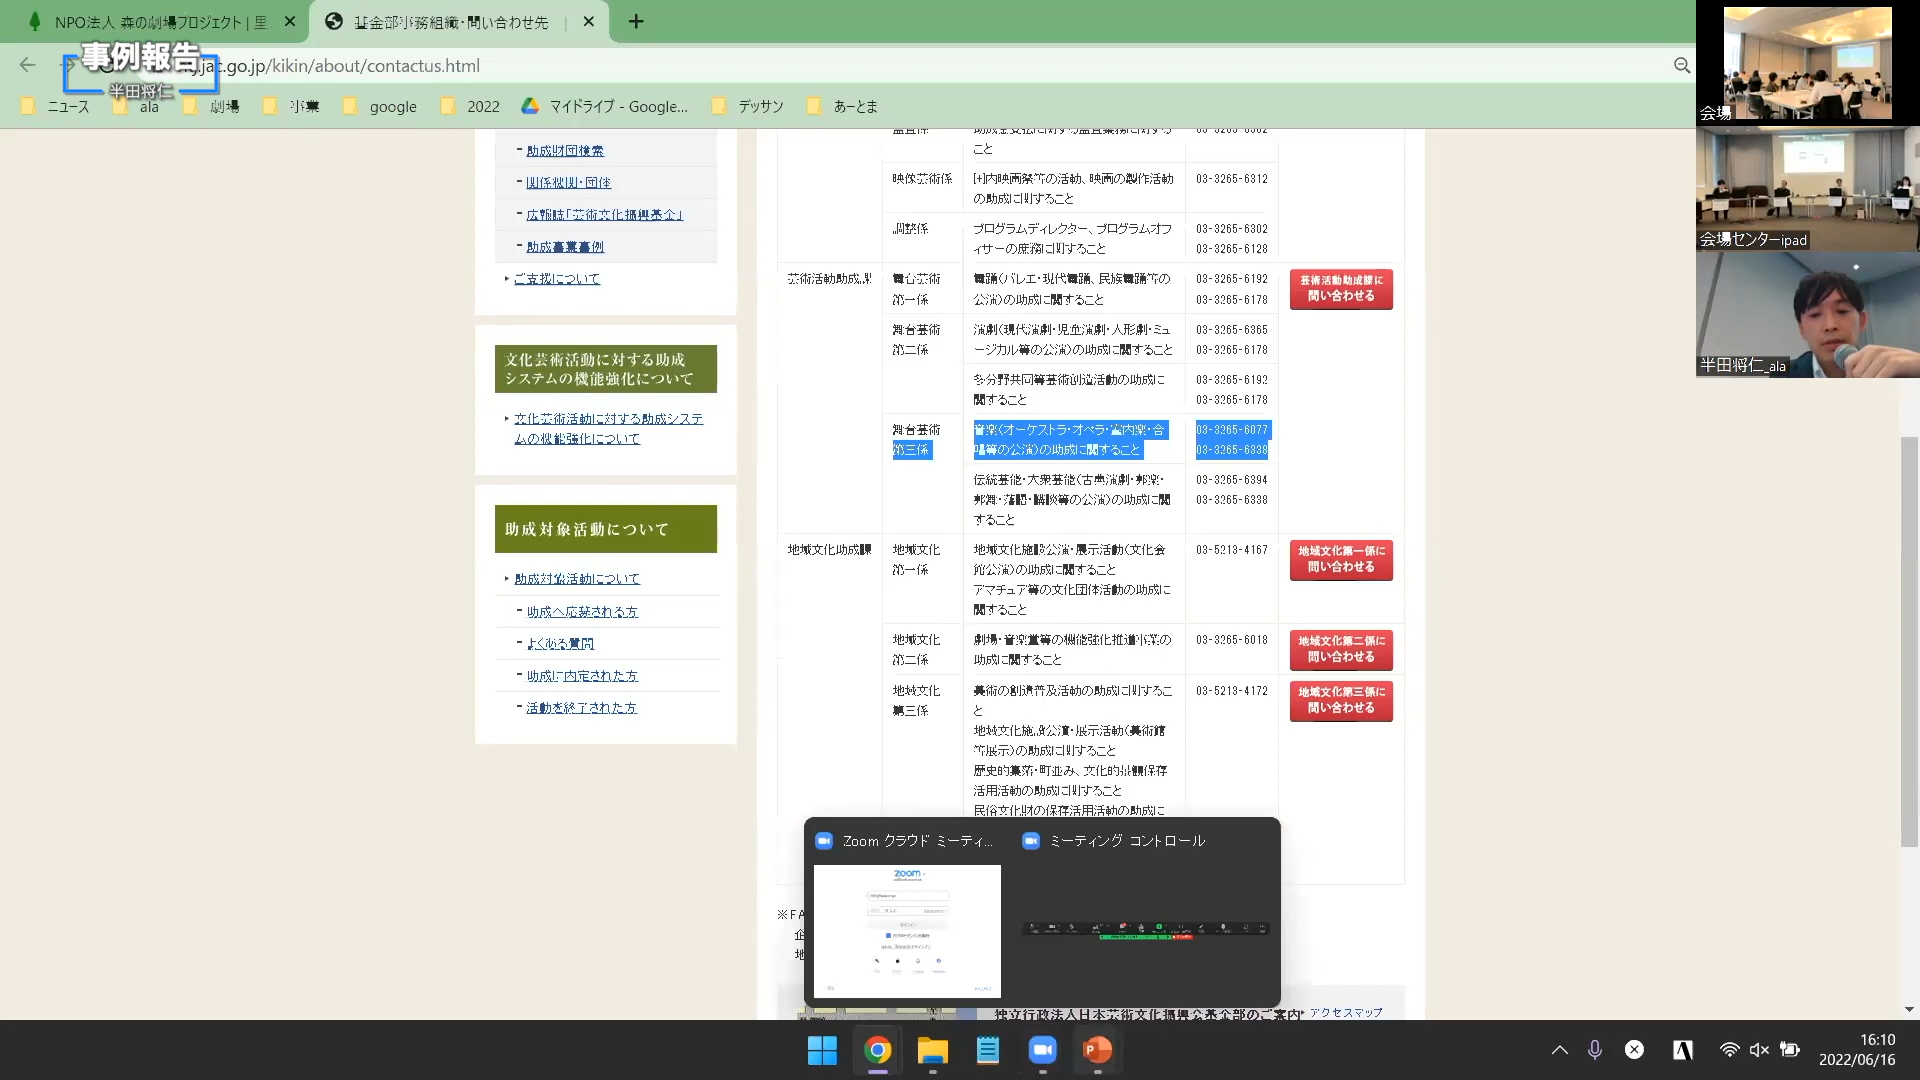 NPO法人 森の劇場プロジェクト | 里
基金部事務組織・問い合わせ先
事例報告
半田将仁
.jac.go.jp/kikin/about/contactus.html
ニュース
ala
劇場
事業
google
2022
マイドライブ - Google...
デッサン
あーとま
会場
会場センターipad
半田将仁_ala
助成財団検索
関係機関・団体
広報誌「芸術文化振興基金」
助成事業事例
ご支援について
文化芸術活動に対する助成
システムの機能強化について
文化芸術活動に対する助成システ
ムの機能強化について
助成対象活動について
助成対象活動について
助成へ応募される方
よくある質問
助成に内定された方
活動を終了された方
こと
映像芸術係
国内映画祭等の活動、映画の製作活動
の助成に関すること
03-3265-6312
調整係
プログラムディレクター、プログラムオフ
ィサーの庶務に関すること
03-3265-6302
03-3265-6128
芸術活動助成課
舞台芸術
第一係
舞踊(バレエ・現代舞踊、民族舞踊等の
公演)の助成に関すること
03-3265-6192
03-3265-6178
芸術活動助成課に
問い合わせる
舞台芸術
第二係
演劇(現代演劇・児童演劇・人形劇・ミュ
ージカル等の公演)の助成に関すること
03-3265-6365
03-3265-6178
多分野共同等芸術創造活動の助成に
関すること
03-3265-6192
03-3265-6178
舞台芸術
第三係
音楽(オーケストラ・オペラ・室内楽・合
唱等の公演)の助成に関すること
03-3265-6077
03-3265-6338
伝統芸能・大衆芸能(古典演劇・邦楽・
邦舞・落語・講談等の公演)の助成に関
すること
03-3265-6394
03-3265-6338
地域文化助成課
地域文化
第一係
地域文化施設公演・展示活動(文化会
館公演)の助成に関すること
アマチュア等の文化団体活動の助成に
関すること
03-5213-4167
地域文化第一係に
問い合わせる
地域文化
第二係
劇場・音楽堂等の機能強化推進事業の
助成に関すること
03-3265-6018
地域文化第二係に
問い合わせる
地域文化
第三係
美術の創造普及活動の助成に関するこ
と
地域文化施設公演・展示活動(美術館
等展示)の助成に関すること
歴史的集落・町並み、文化的景観保存
活用活動の助成に関すること
民俗文化財の保存活用活動の助成に
03-5213-4172
地域文化第三係に
問い合わせる
Zoom クラウド ミーティ...
ミーティング コントロール
zoom
※FA
企
地
独立行政法人日本芸術文化振興会基金部のご案内
アクセスマップ
16:10
2022/06/16